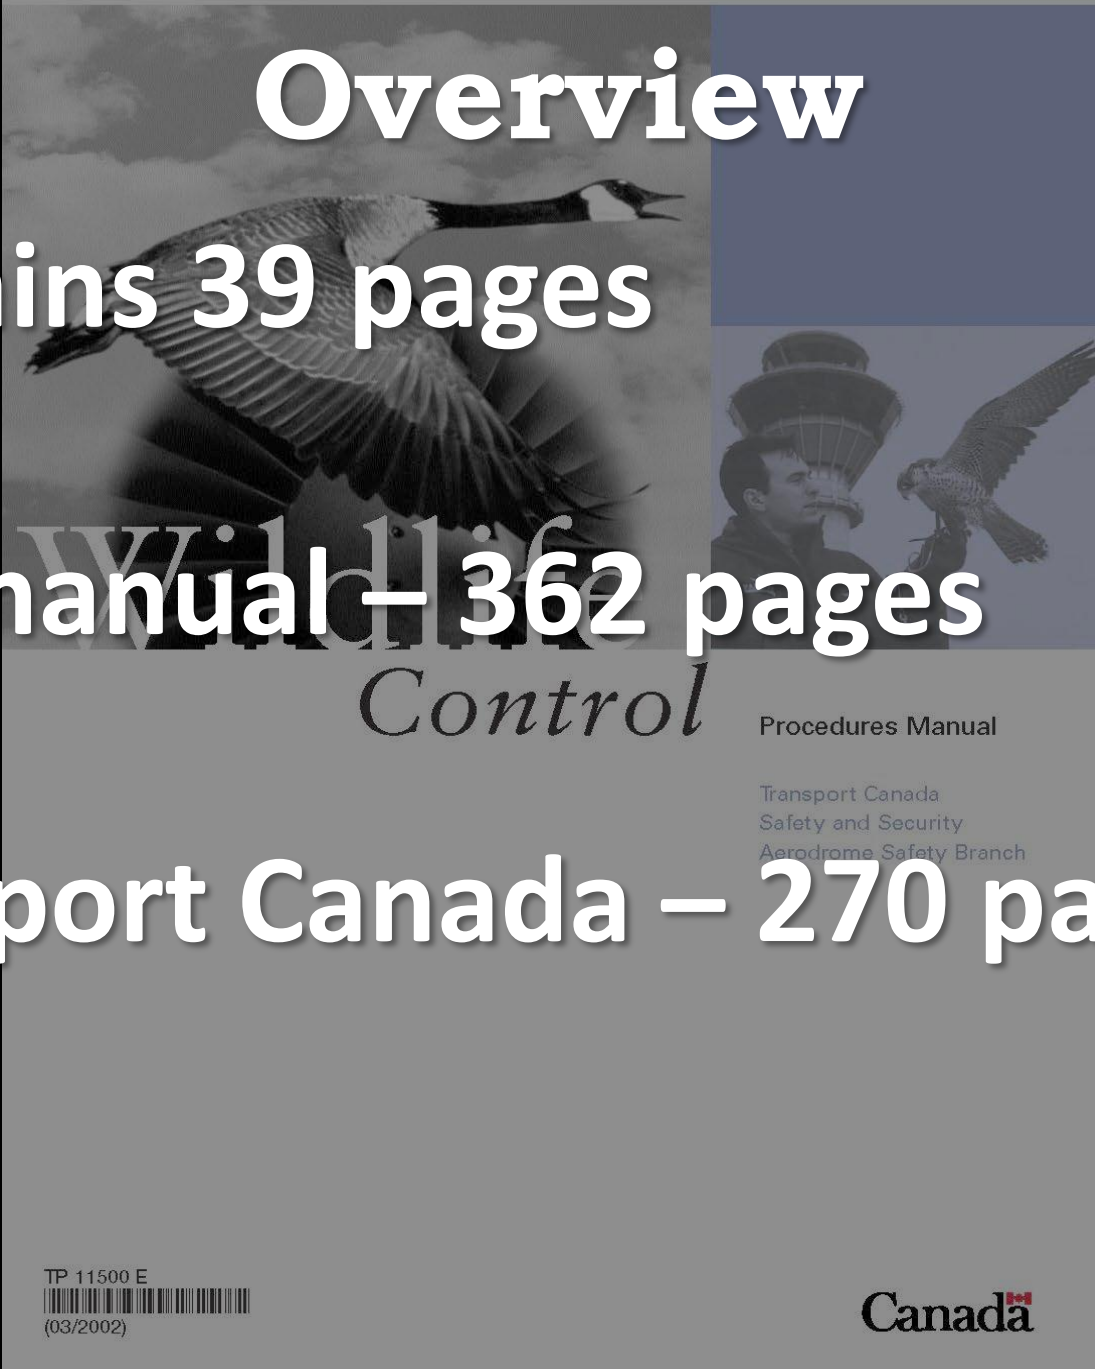 Overview
ins 39 pages
manual – 362 pages
port Canada – 270 pa
Wildlife
Control
Procedures Manual
Transport Canada
Safety and Security
Aerodrome Safety Branch
TP 11500 E
(03/2002)
Canada